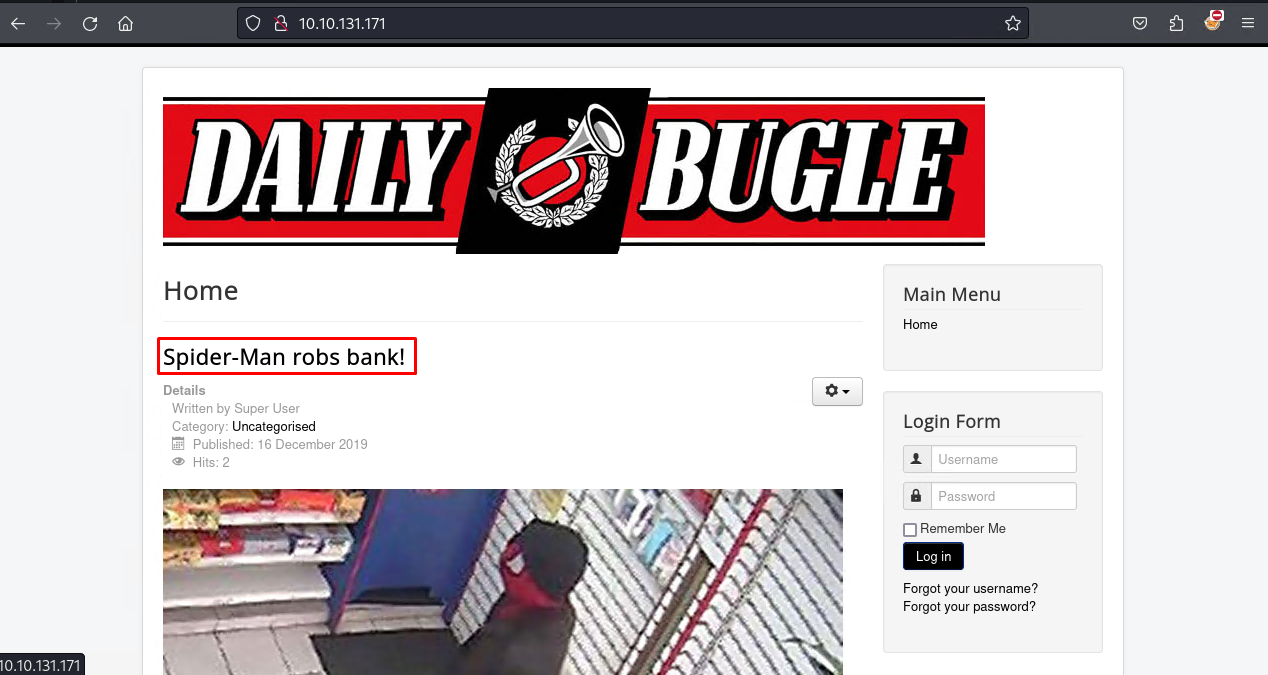 10.10.131.171
DAILY BUGLE
Home
Spider-Man robs bank!
Details
Written by Super User
Category: Uncategorised
Published: 16 December 2019
Hits: 2
Main Menu
Home
Login Form
Username
Password
Remember Me
Log in
Forgot your username?
Forgot your password?
10.10.131.171